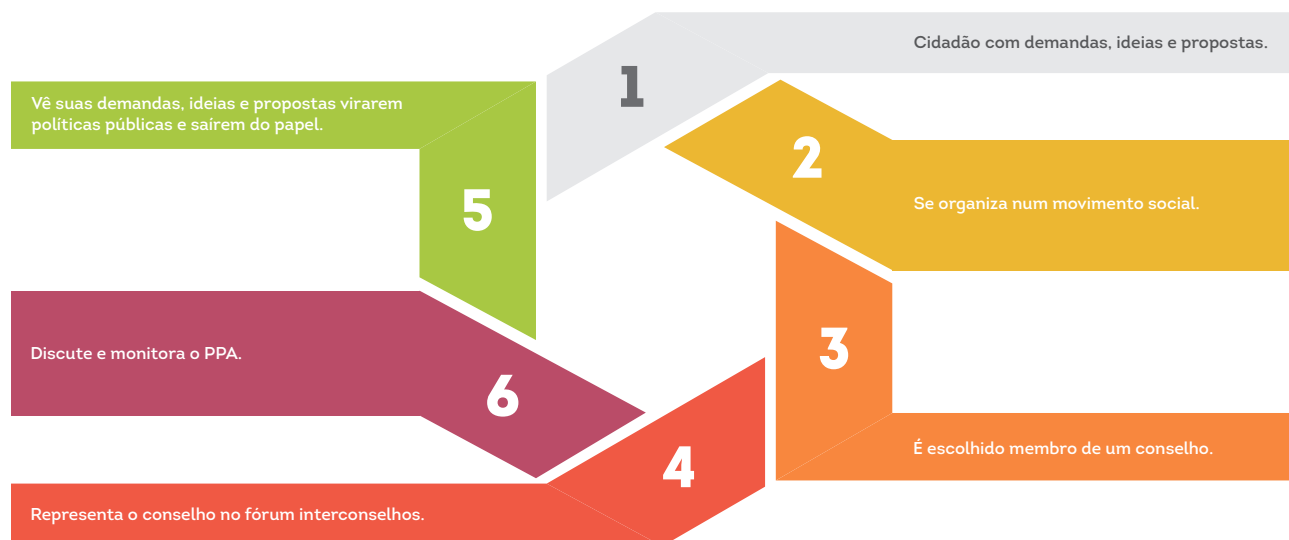 1
Cidadão com demandas, ideias e propostas.
2
Se organiza num movimento social.
3
É escolhido membro de um conselho.
4
Representa o conselho no fórum interconselhos.
6
Discute e monitora o PPA.
5
Vê suas demandas, ideias e propostas virarem
políticas públicas e saírem do papel.